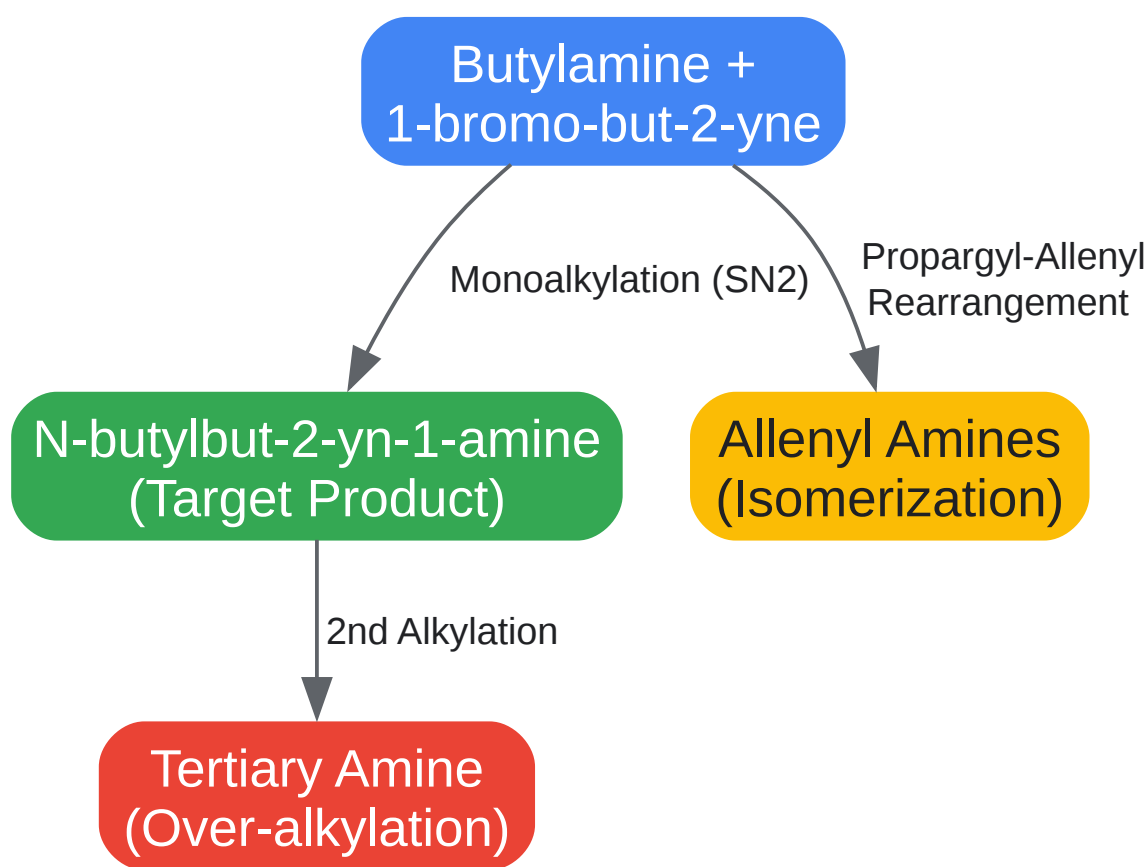 Butylamine +
1-bromo-but-2-yne
Monoalkylation (SN2)
Propargyl-Allenyl
Rearrangement
N-butylbut-2-yn-1-amine
(Target Product)
Allenyl Amines
(Isomerization)
2nd Alkylation
Tertiary Amine
(Over-alkylation)